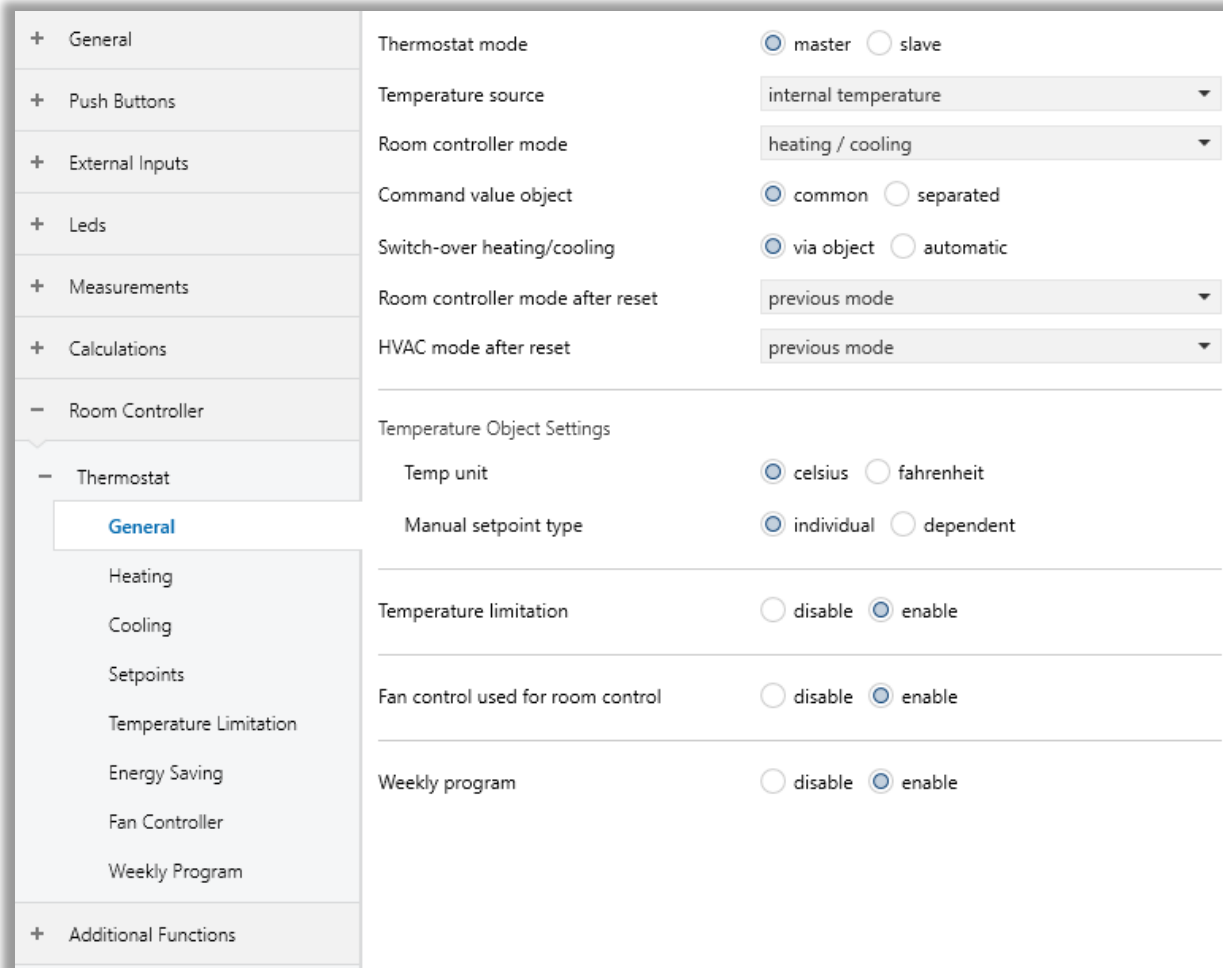 + General
+ Push Buttons
+ External Inputs
+ Leds
+ Measurements
+ Calculations
− Room Controller
− Thermostat
General
Heating
Cooling
Setpoints
Temperature Limitation
Energy Saving
Fan Controller
Weekly Program
+ Additional Functions
Thermostat mode master slave
Temperature source internal temperature
Room controller mode heating / cooling
Command value object common separated
Switch-over heating/cooling via object automatic
Room controller mode after reset previous mode
HVAC mode after reset previous mode
Temperature Object Settings
Temp unit celsius fahrenheit
Manual setpoint type individual dependent
Temperature limitation disable enable
Fan control used for room control disable enable
Weekly program disable enable